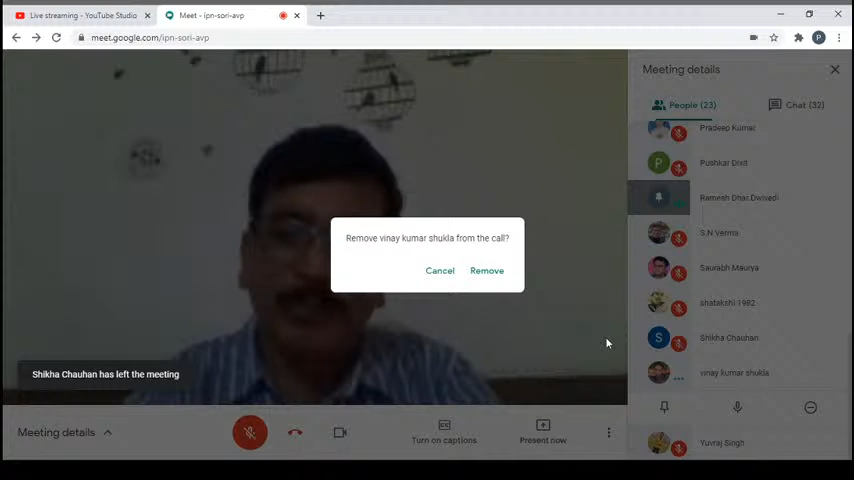 Live streaming - YouTube Studio
Meet - ipn-sori-avp
meet.google.com/ipn-sori-avp
P
Meeting details
People (23)
Chat (32)
Pradeep Kumar
P
Pushkar Dixit
Ramesh Dhar Dwivedi
S.N Verma
Saurabh Maurya
shatakshi 1982
S
Shikha Chauhan
vinay kumar shukla
Yuvraj Singh
Remove vinay kumar shukla from the call?
Cancel
Remove
Shikha Chauhan has left the meeting
Meeting details
Turn on captions
Present now